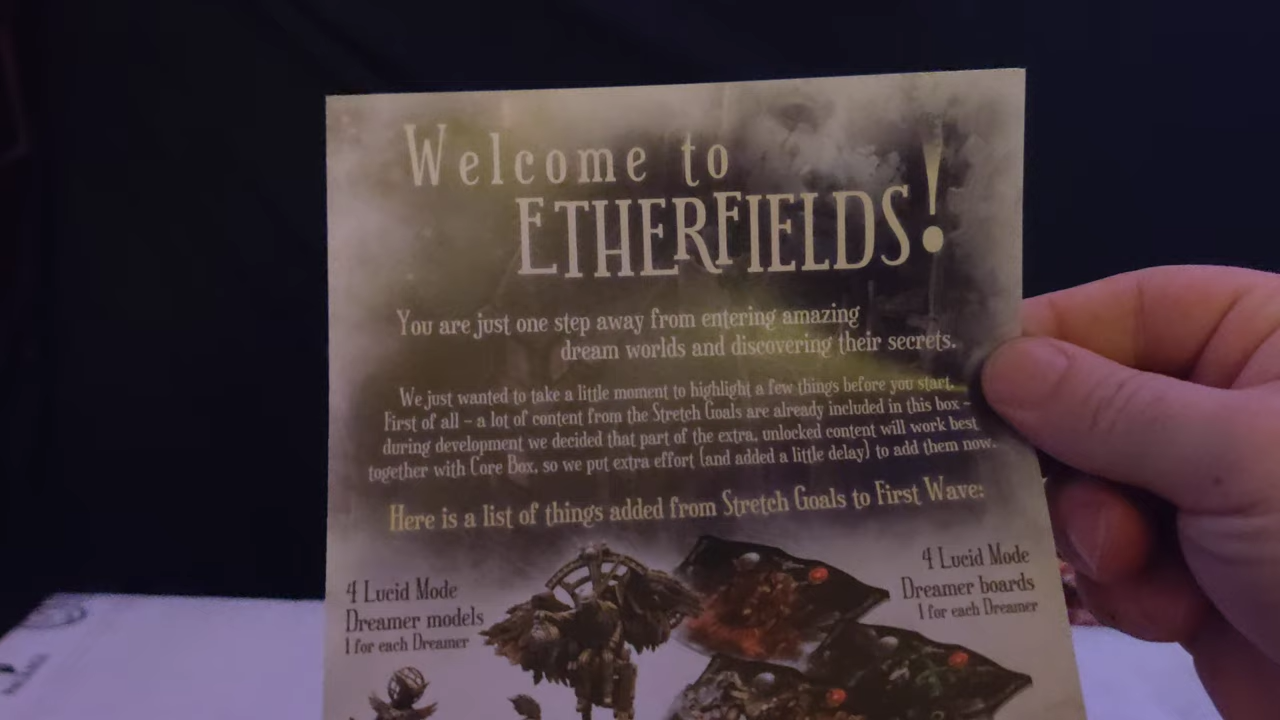 Welcome to
ETHERFIELDS!
You are just one step away from entering amazing
dream worlds and discovering their secrets.
We just wanted to take a little moment to highlight a few things before you start.
First of all – a lot of content from the Stretch Goals are already included in this box –
during development we decided that part of the extra, unlocked content will work best
together with Core Box, so we put extra effort (and added a little delay) to add them now.
Here is a list of things added from Stretch Goals to First Wave:
4 Lucid Mode
Dreamer models
1 for each Dreamer
4 Lucid Mode
Dreamer boards
1 for each Dreamer